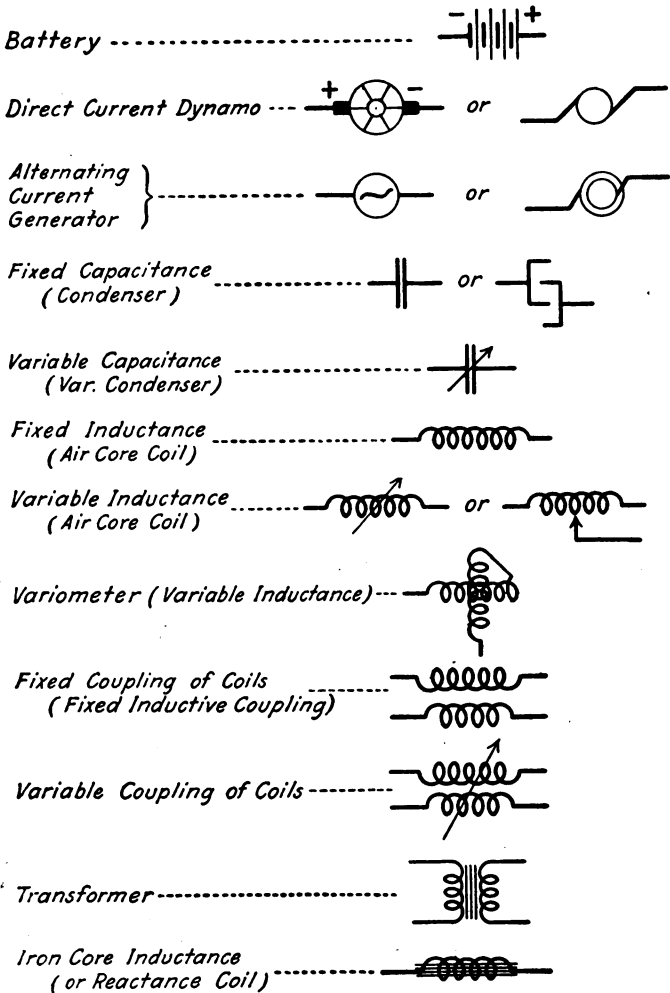 Battery - +
Direct Current Dynamo + - or
Alternating
Current
Generator or
Fixed Capacitance
(Condenser) or
Variable Capacitance
(Var. Condenser)
Fixed Inductance
(Air Core Coil)
Variable Inductance
(Air Core Coil) or
Variometer (Variable Inductance)
Fixed Coupling of Coils
(Fixed Inductive Coupling)
Variable Coupling of Coils
Transformer
Iron Core Inductance
(or Reactance Coil)